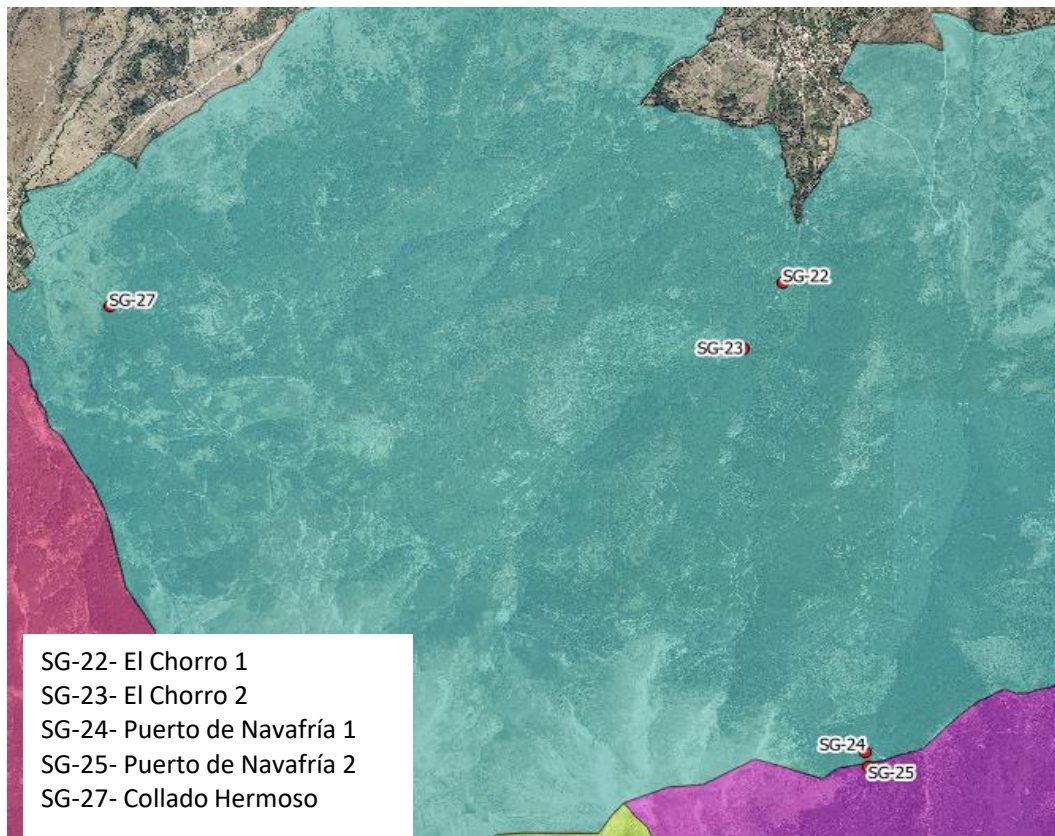 SG-22
SG-27
SG-23
SG-24
SG-25
SG-22- El Chorro 1
SG-23- El Chorro 2
SG-24- Puerto de Navafría 1
SG-25- Puerto de Navafría 2
SG-27- Collado Hermoso